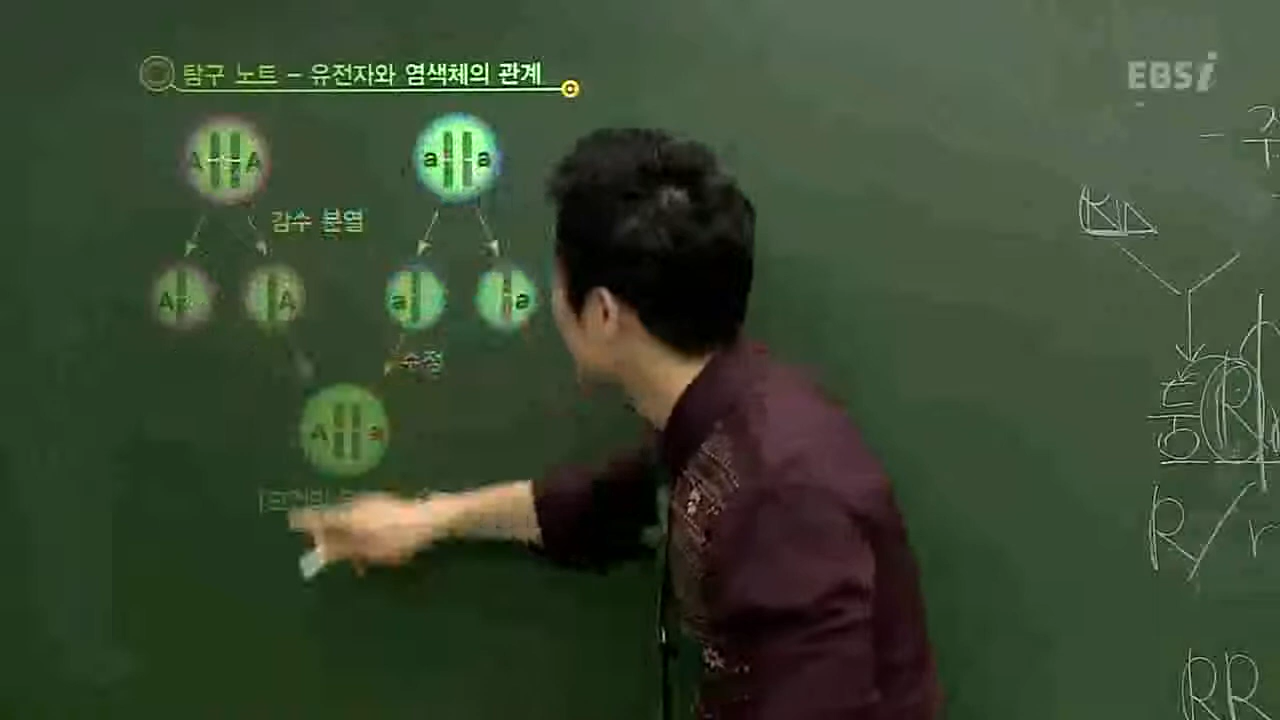 탐구 노트 - 유전자와 염색체의 관계
EBSi
A A
a a
감수 분열
A A a a
수정
A a
R
R/r
RR